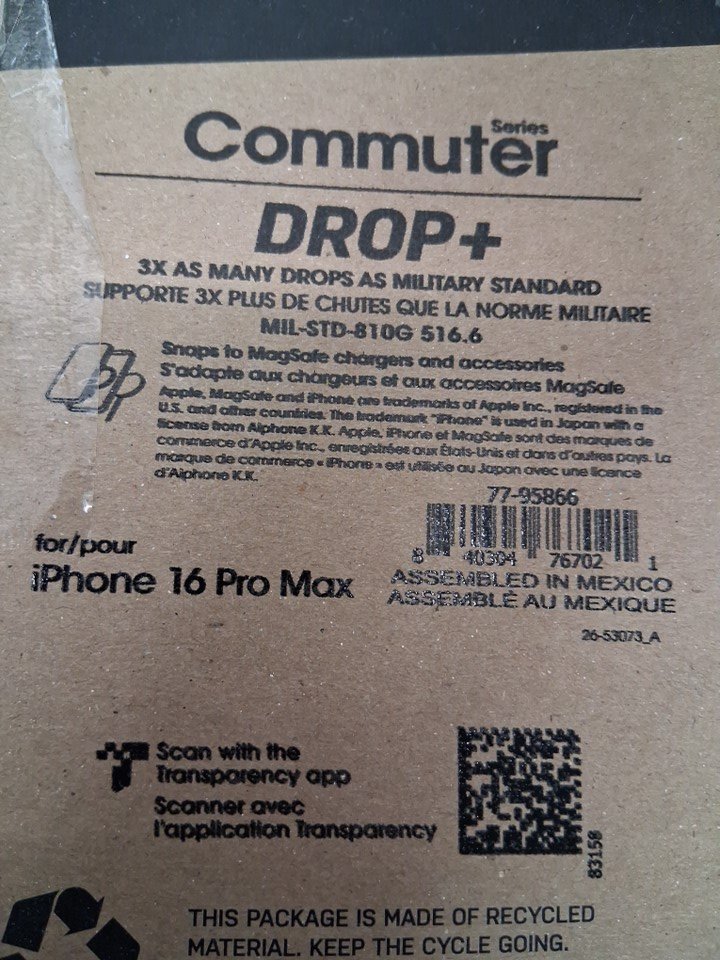 Commuter Series
DROP+
3X AS MANY DROPS AS MILITARY STANDARD
SUPPORTE 3X PLUS DE CHUTES QUE LA NORME MILITAIRE
MIL-STD-810G 516.6
Snaps to MagSafe chargers and accessories
S'adapte aux chargeurs et aux accessoires MagSafe
Apple, MagSafe and iPhone are trademarks of Apple Inc., registered in the
U.S. and other countries. The trademark "iPhone" is used in Japan with a
license from Aiphone K.K. Apple, iPhone et MagSafe sont des marques de
commerce d'Apple Inc., enregistrées aux États-Unis et dans d'autres pays. La
marque de commerce « iPhone » est utilisée au Japon avec une licence
d'Aiphone K.K.
77-95866
8 40304 76702 1
for/pour
iPhone 16 Pro Max
ASSEMBLED IN MEXICO
ASSEMBLÉ AU MEXIQUE
26-53073_A
Scan with the
Transparency app
Scanner avec
l'application Transparency
83158
THIS PACKAGE IS MADE OF RECYCLED
MATERIAL. KEEP THE CYCLE GOING.